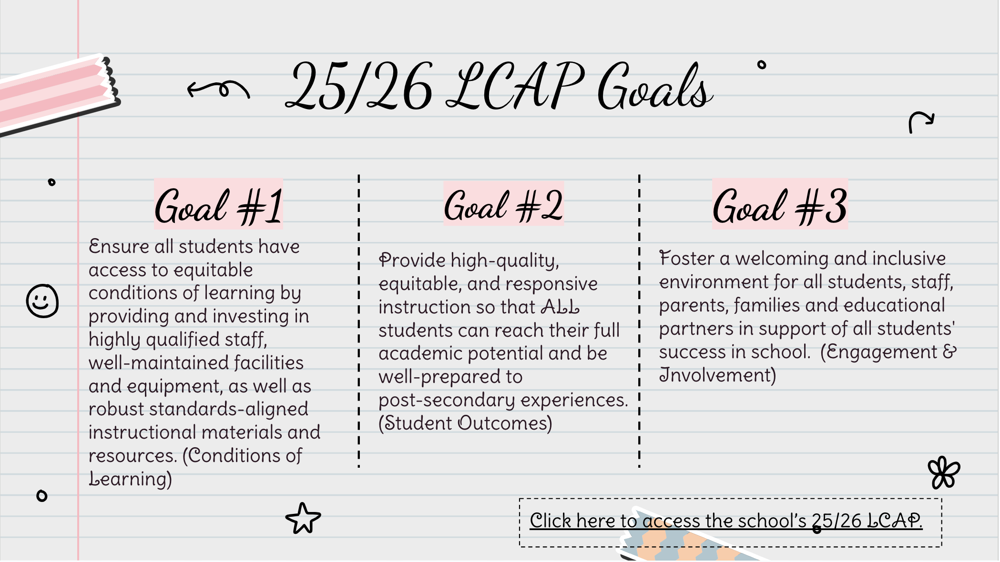 25/26 LCAP Goals
Goal #1
Ensure all students have
access to equitable
conditions of learning by
providing and investing in
highly qualified staff,
well-maintained facilities
and equipment, as well as
robust standards-aligned
instructional materials and
resources. (Conditions of
Learning)
Goal #2
Provide high-quality,
equitable, and responsive
instruction so that ALL
students can reach their full
academic potential and be
well-prepared to
post-secondary experiences.
(Student Outcomes)
Goal #3
Foster a welcoming and inclusive
environment for all students, staff,
parents, families and educational
partners in support of all students'
success in school.  (Engagement &
Involvement)
Click here to access the school’s 25/26 LCAP.